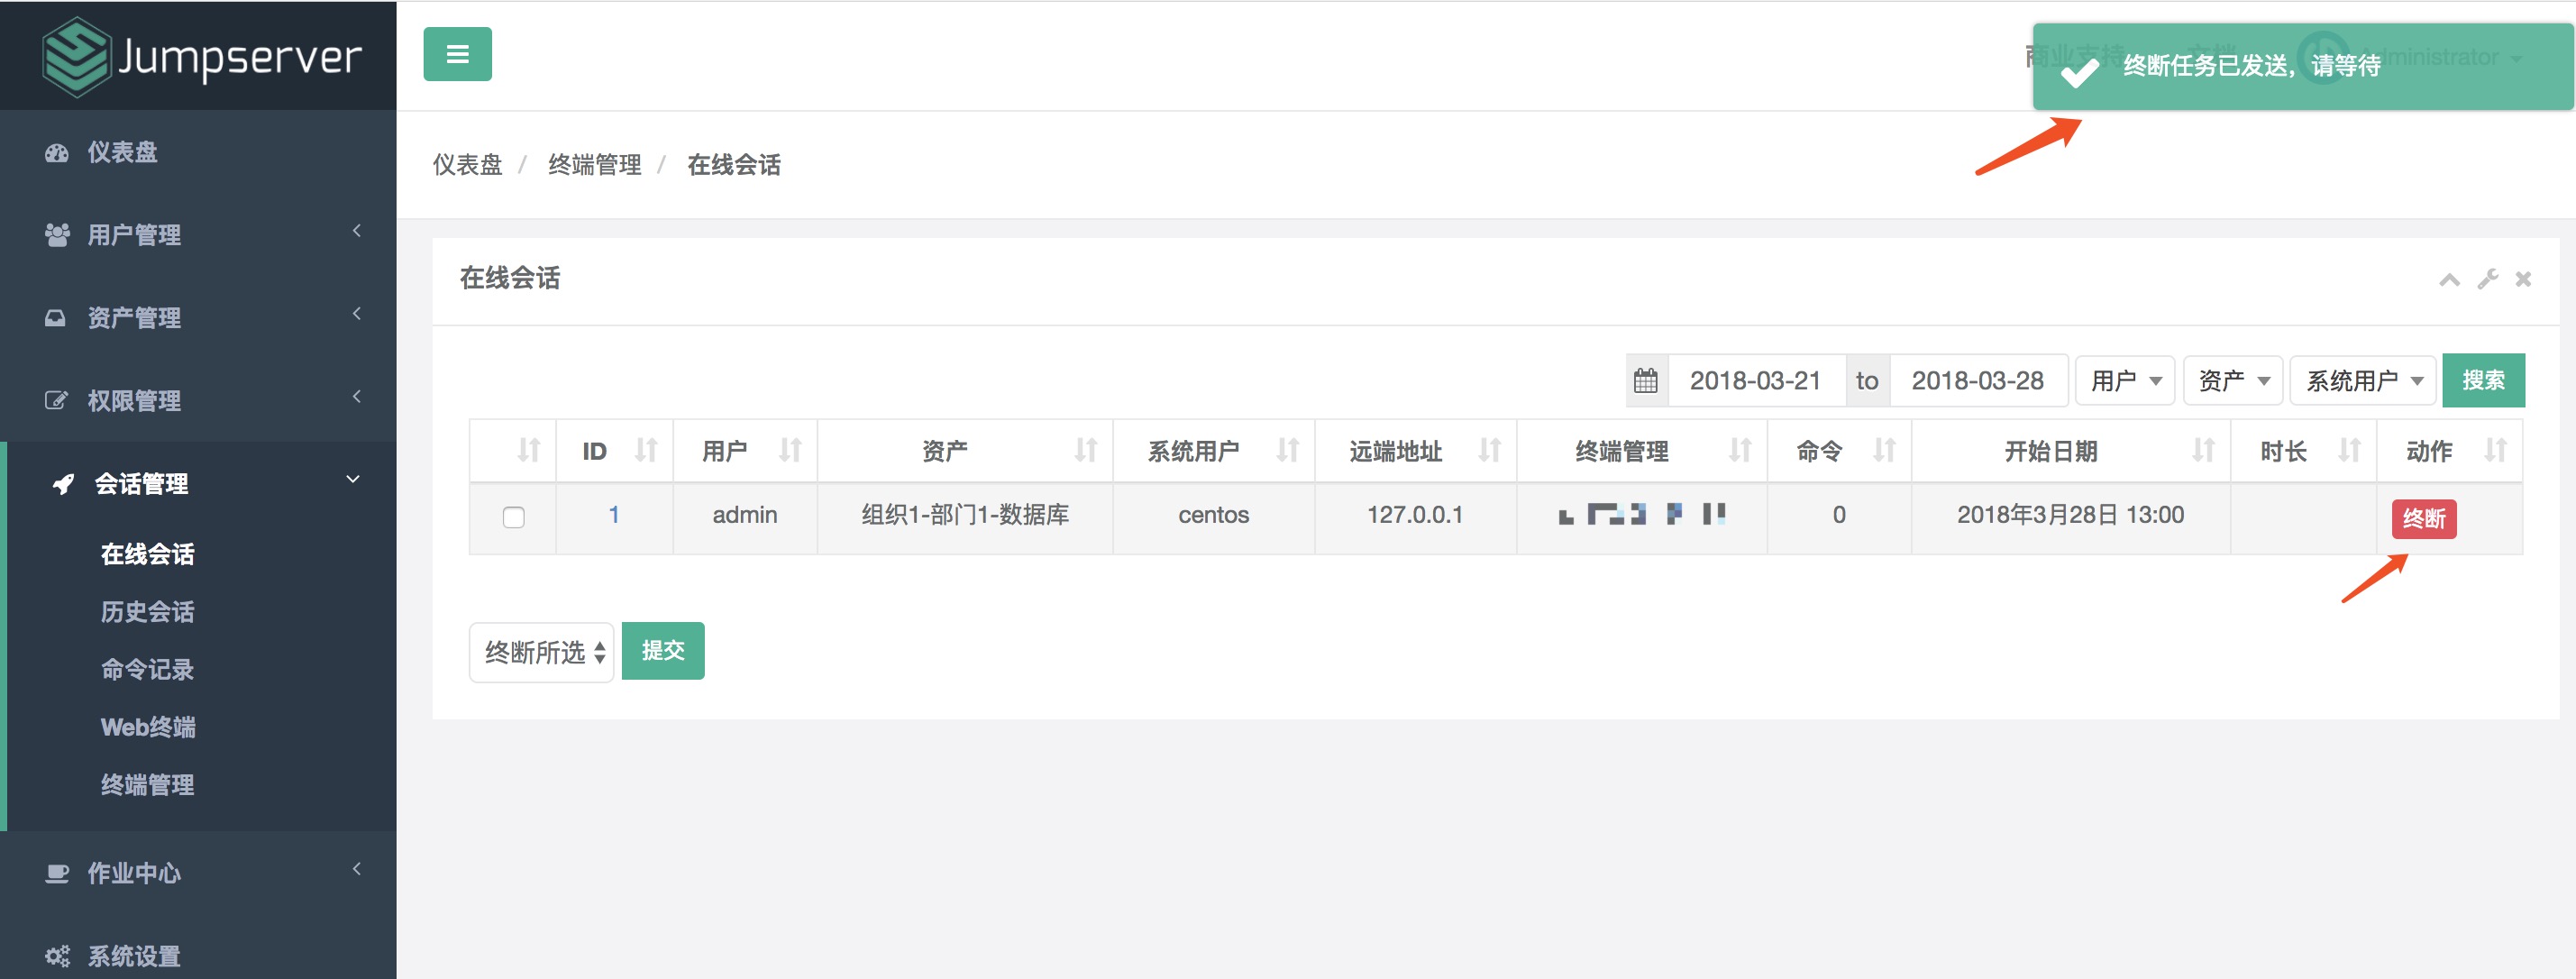 Jumpserver
终断任务已发送，请等待
仪表盘
用户管理
资产管理
权限管理
会话管理
在线会话
历史会话
命令记录
Web终端
终端管理
作业中心
系统设置
仪表盘 / 终端管理 / 在线会话
在线会话
2018-03-21 to 2018-03-28 用户 资产 系统用户 搜索
ID 用户 资产 系统用户 远端地址 终端管理 命令 开始日期 时长 动作
1 admin 组织1-部门1-数据库 centos 127.0.0.1 0 2018年3月28日 13:00 终断
终断所选 提交